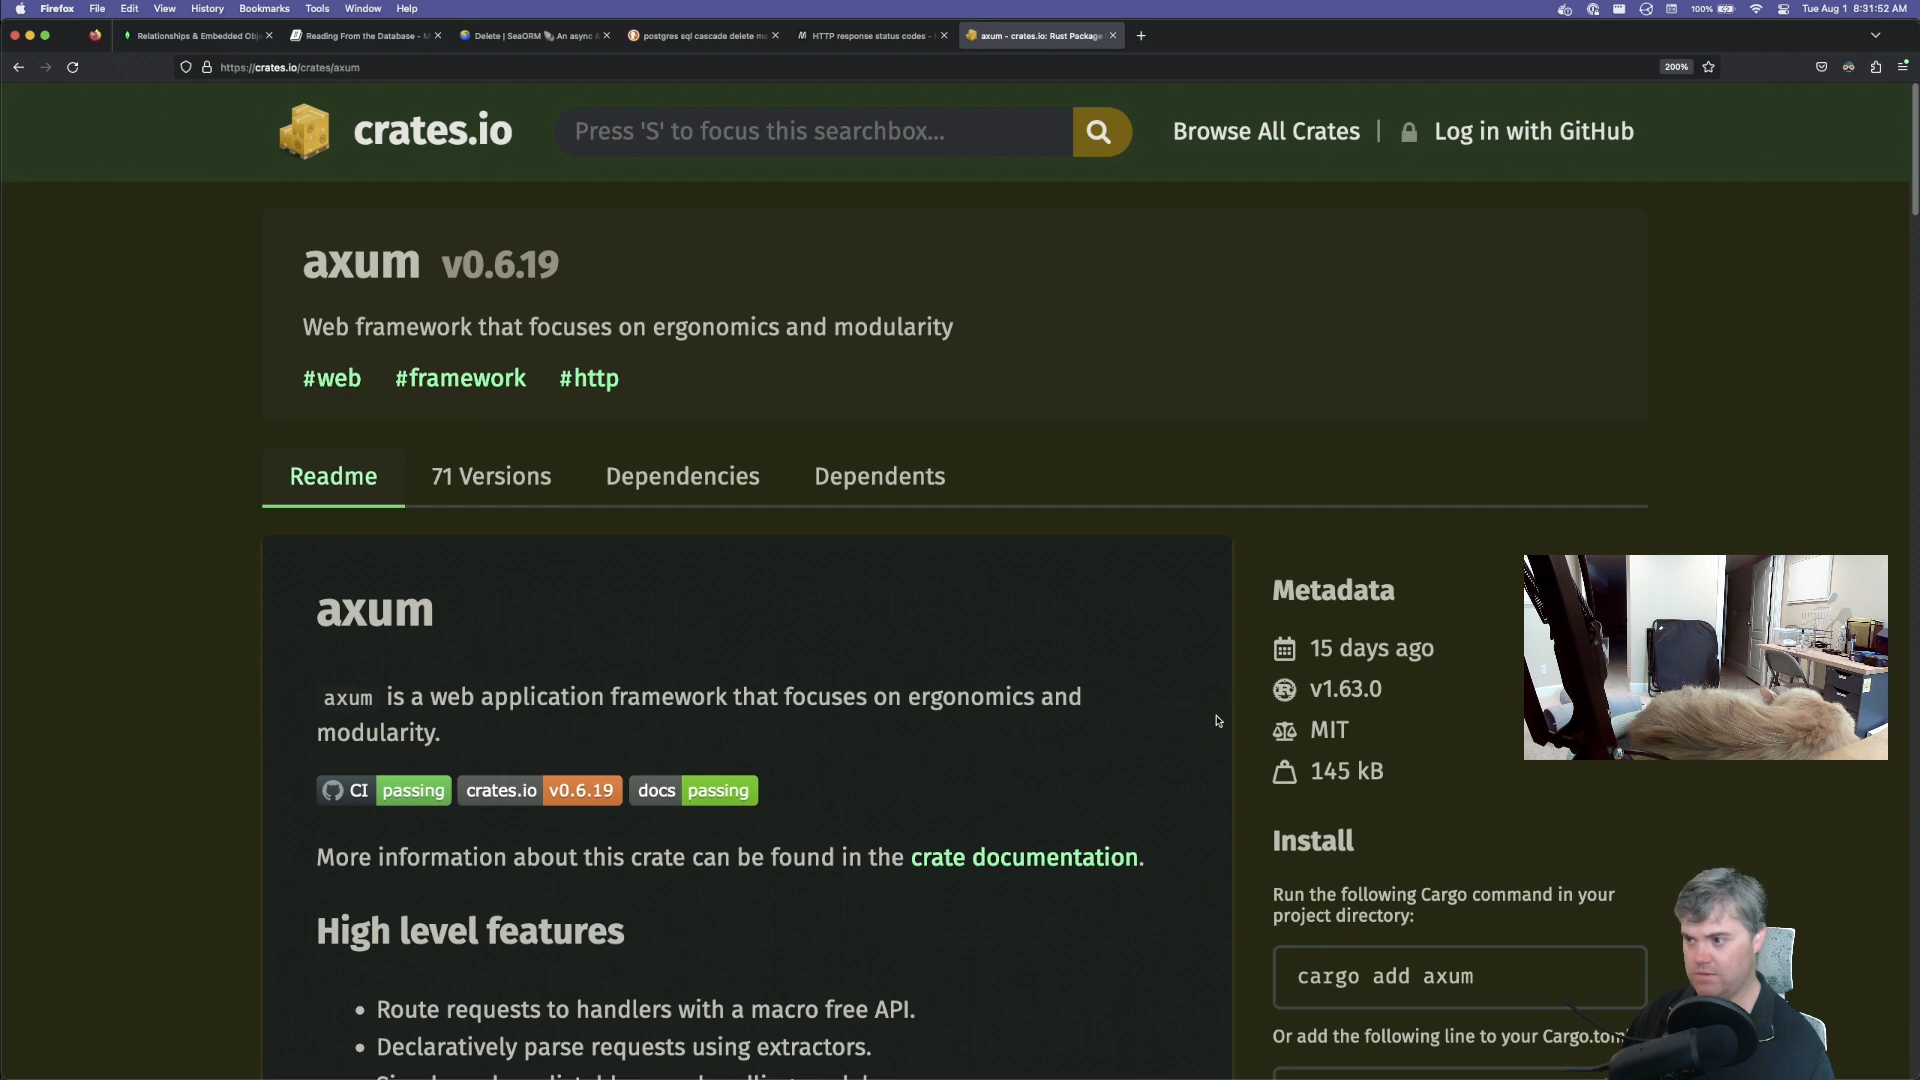 Firefox File Edit View History Bookmarks Tools Window Help 100% Tue Aug 1 8:31:52 AM
Relationships & Embedded Obj Reading From the Database - M Delete | SeaORM An async & postgres sql cascade delete ma HTTP response status codes - axum - crates.io: Rust Package
https://crates.io/crates/axum 200%
crates.io Press 'S' to focus this searchbox... Browse All Crates | Log in with GitHub
axum v0.6.19
Web framework that focuses on ergonomics and modularity
#web #framework #http
Readme 71 Versions Dependencies Dependents
axum
axum is a web application framework that focuses on ergonomics and
modularity.
CI passing crates.io v0.6.19 docs passing
More information about this crate can be found in the crate documentation.
High level features
• Route requests to handlers with a macro free API.
• Declaratively parse requests using extractors.
Metadata
15 days ago
v1.63.0
MIT
145 kB
Install
Run the following Cargo command in your
project directory:
cargo add axum
Or add the following line to your Cargo.tom